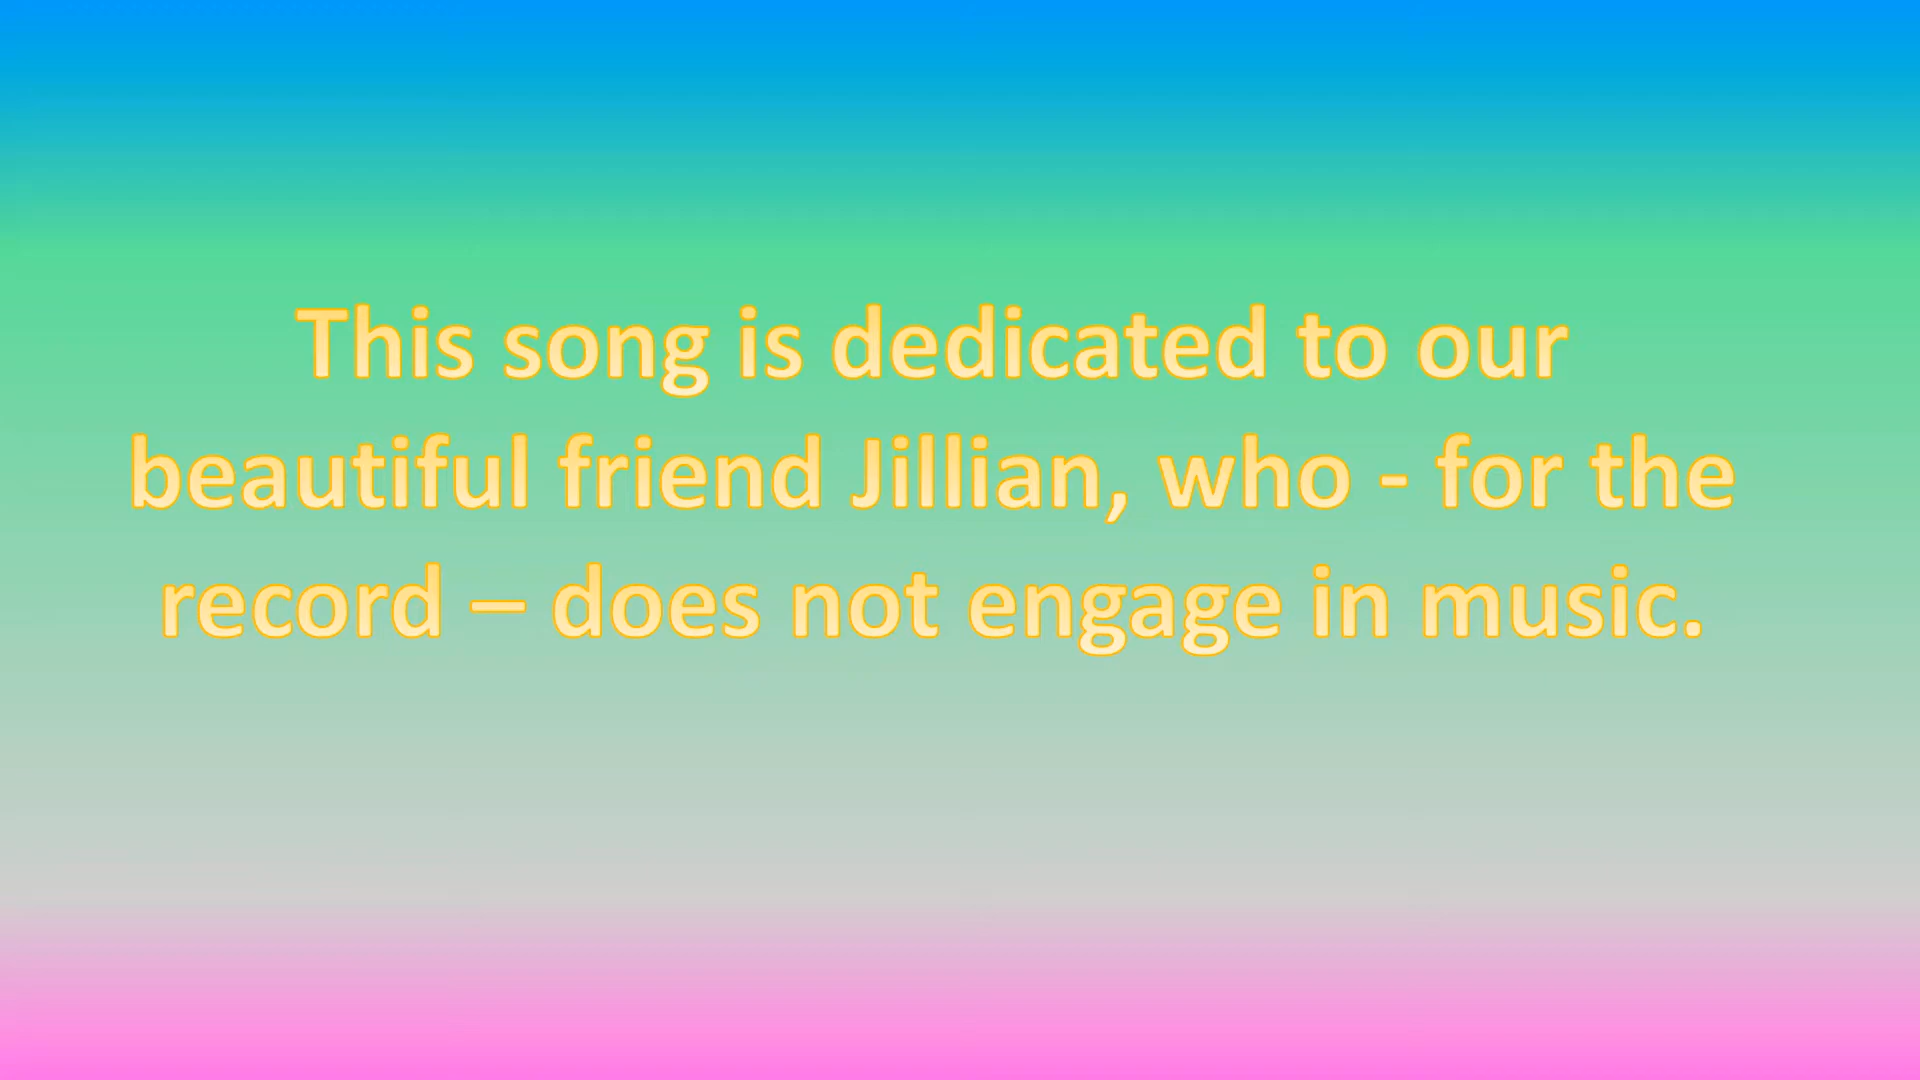 This song is dedicated to our
beautiful friend Jillian, who - for the
record – does not engage in music.